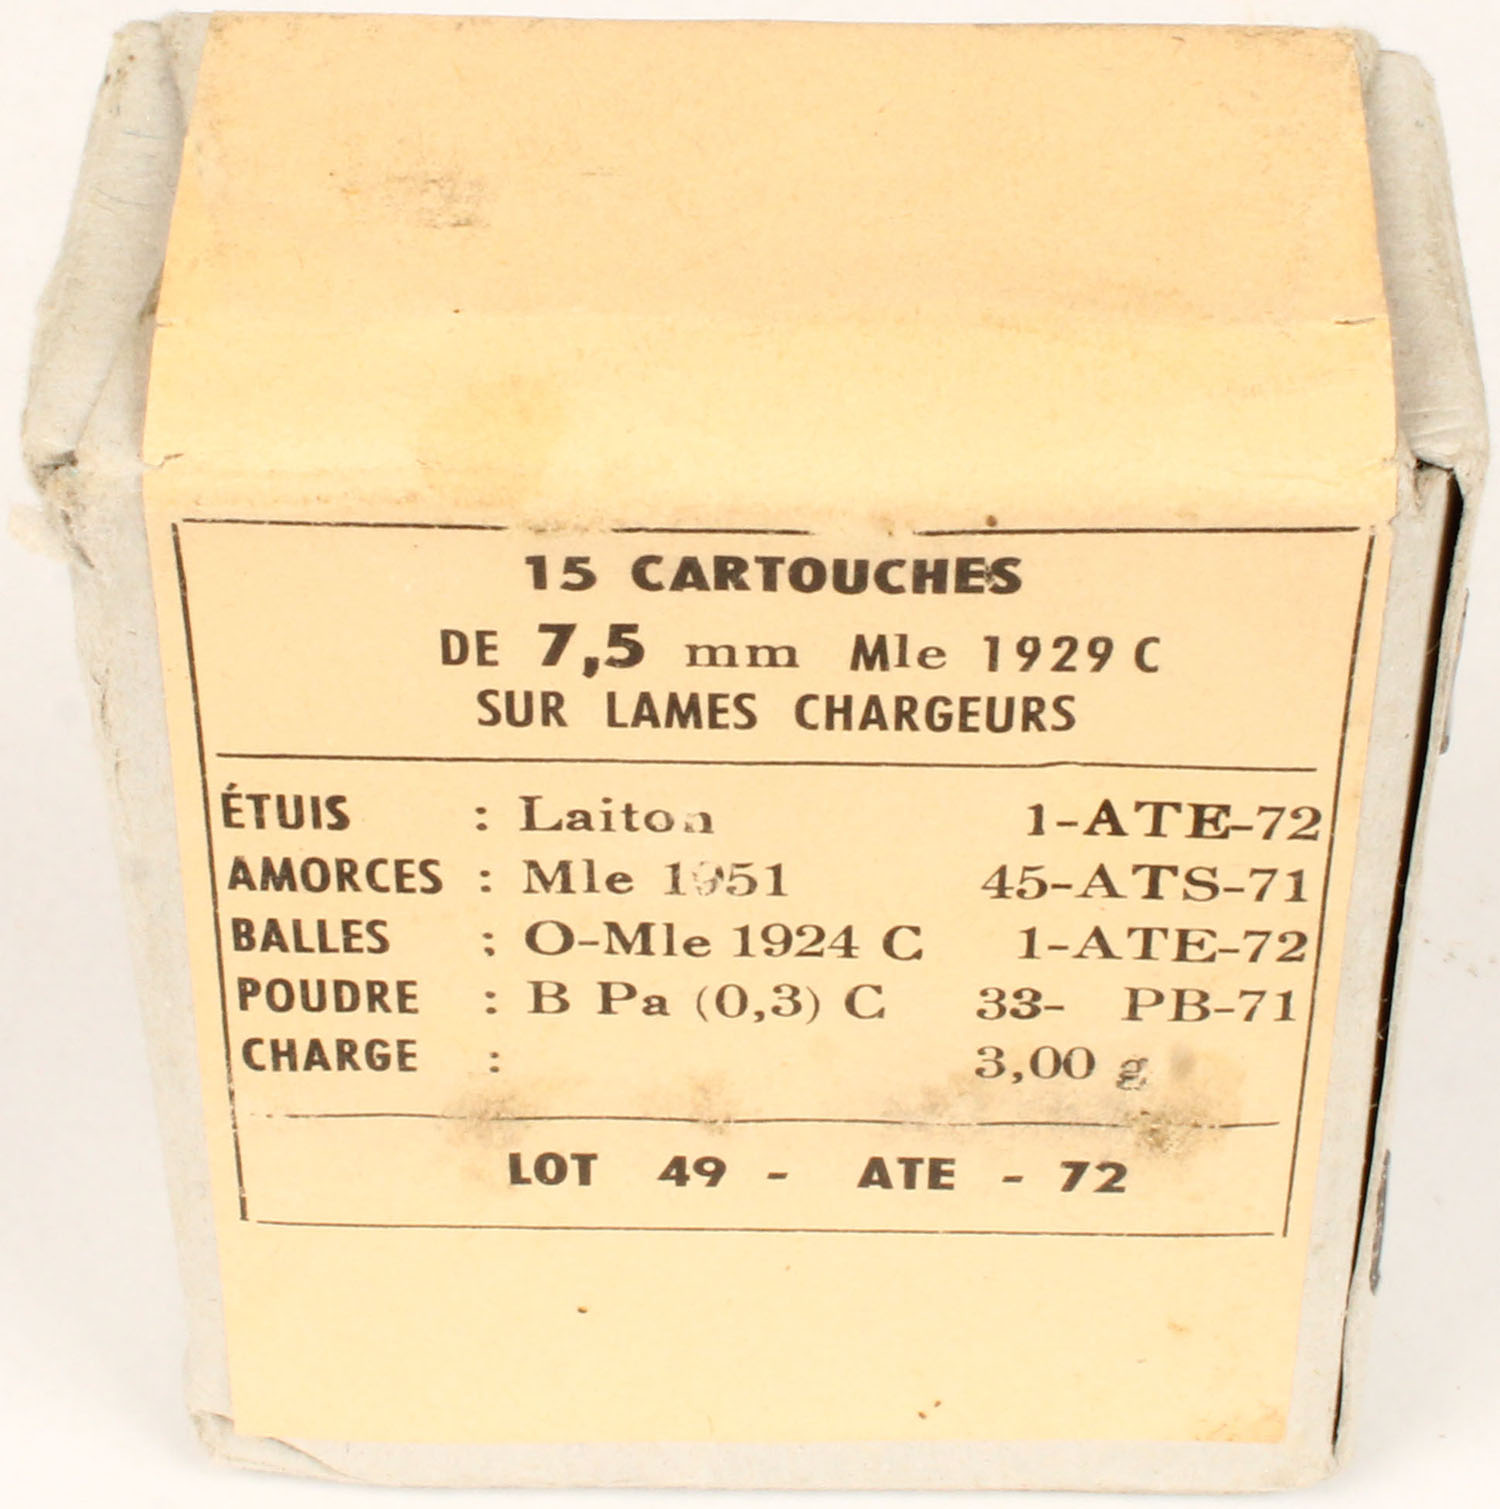 15 CARTOUCHES
DE 7,5 mm Mle 1929 C
SUR LAMES CHARGEURS
ÉTUIS : Laiton 1-ATE-72
AMORCES : Mle 1951 45-ATS-71
BALLES : O-Mle 1924 C 1-ATE-72
POUDRE : B Pa (0,3) C 33- PB-71
CHARGE : 3,00 g
LOT 49 - ATE - 72